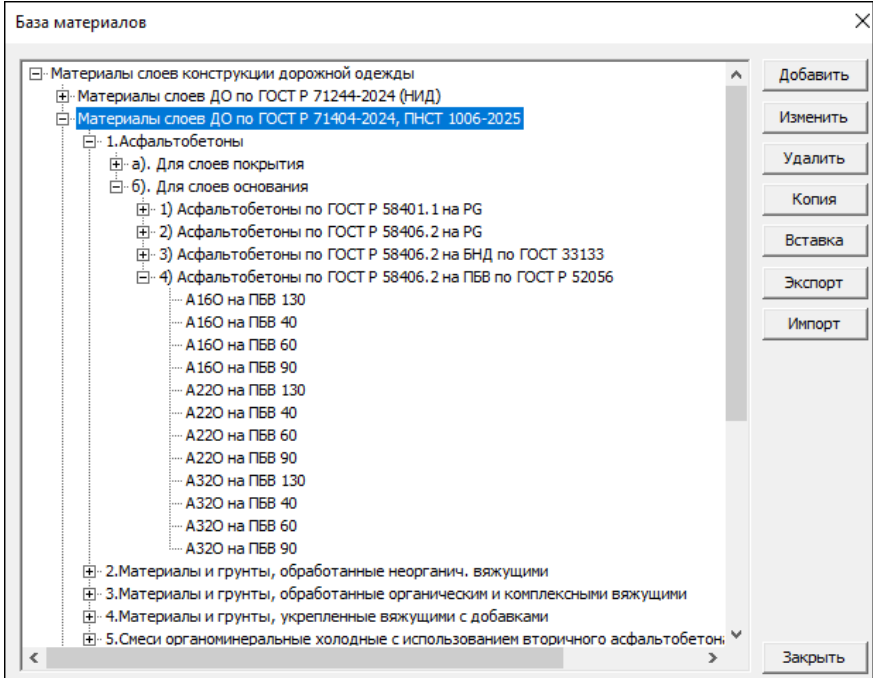 База материалов
Материалы слоев конструкции дорожной одежды
Материалы слоев ДО по ГОСТ Р 71244-2024 (НИД)
Материалы слоев ДО по ГОСТ Р 71404-2024, ПНСТ 1006-2025
1.Асфальтобетоны
а). Для слоев покрытия
б). Для слоев основания
1) Асфальтобетоны по ГОСТ Р 58401.1 на PG
2) Асфальтобетоны по ГОСТ Р 58406.2 на PG
3) Асфальтобетоны по ГОСТ Р 58406.2 на БНД по ГОСТ 33133
4) Асфальтобетоны по ГОСТ Р 58406.2 на ПБВ по ГОСТ Р 52056
А16О на ПБВ 130
А16О на ПБВ 40
А16О на ПБВ 60
А16О на ПБВ 90
А22О на ПБВ 130
А22О на ПБВ 40
А22О на ПБВ 60
А22О на ПБВ 90
А32О на ПБВ 130
А32О на ПБВ 40
А32О на ПБВ 60
А32О на ПБВ 90
2.Материалы и грунты, обработанные неорганич. вяжущими
3.Материалы и грунты, обработанные органическим и комплексными вяжущими
4.Материалы и грунты, укрепленные вяжущими с добавками
5.Смеси органоминеральные холодные с использованием вторичного асфальтобетон
Добавить
Изменить
Удалить
Копия
Вставка
Экспорт
Импорт
Закрыть